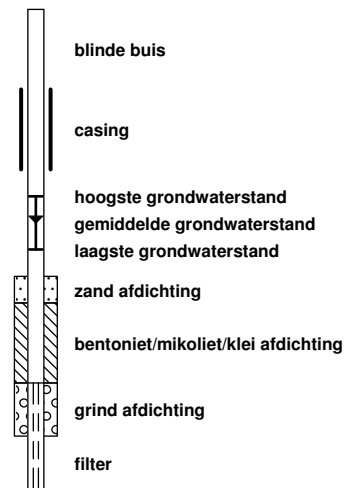 blinde buis
casing
hoogste grondwaterstand
gemiddelde grondwaterstand
laagste grondwaterstand
zand afdichting
bentoniet/mikoliet/klei afdichting
grind afdichting
filter